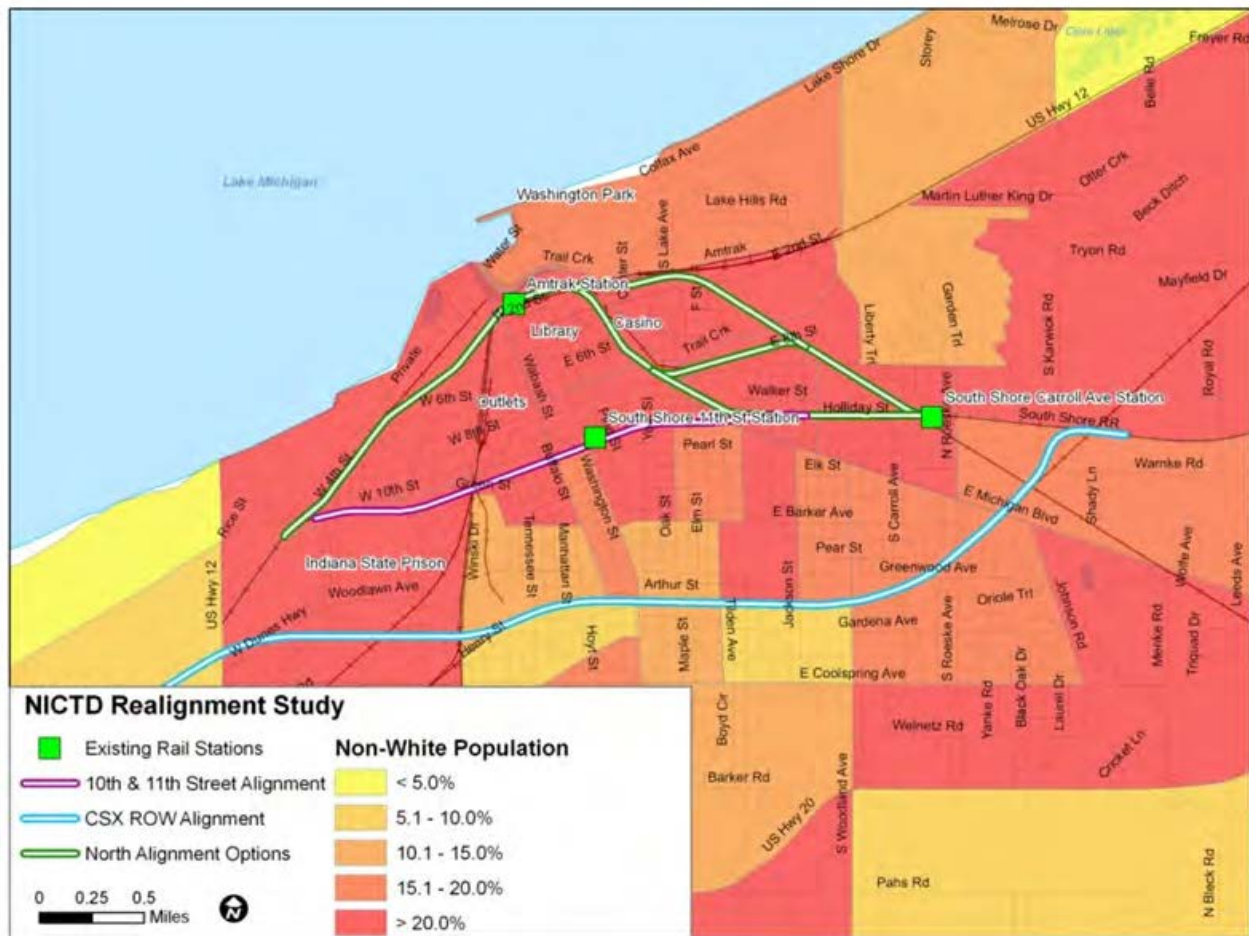 Melrose Dr
Freyer Rd
Storey
Lake Shore Dr
Belle Rd
US Hwy 12
Colfax Ave
Otter Crk
Lake Michigan
Washington Park
Lake Hills Rd
Martin Luther King Dr
Beck Ditch
S Lake Ave
Water St
Trail Crk
Amtrak
E 2nd St
Tryon Rd
Mayfield Dr
Amtrak Station
F St
Liberty Trl
Garden Trl
S Karwick Rd
Royal Rd
Library
Casino
Trail Crk
Private
E 6th St
Wabash St
Walker St
W 6th St
Outlets
Holliday St
South Shore Carroll Ave Station
South Shore 11th St Station
South Shore RR
W 8th St
Pearl St
W 4th St
Buffalo St
Washington St
Warnke Rd
W 10th St
Green St
Elk St
Rice St
Oak St
Elm St
S Carroll Ave
E Michigan Blvd
Shady Ln
E Barker Ave
Winski Dr
Tennessee St
Manhattan St
Pear St
Indiana State Prison
Greenwood Ave
Wolfe Ave
Leeds Ave
Woodlawn Ave
Arthur St
Jackson St
Oriole Trl
Johnson Rd
US Hwy 12
W Dunes Hwy
Tilden Ave
Gardena Ave
Hoyt St
Maple St
S Roeske Ave
Menke Rd
Triquad Dr
E Coolspring Ave
Boyd Cir
Welnetz Rd
Yanke Rd
Black Oak Dr
Laurel Dr
Cricket Ln
Barker Rd
US Hwy 20
S Woodland Ave
Pahs Rd
N Bleck Rd
NICTD Realignment Study
Existing Rail Stations
10th & 11th Street Alignment
CSX ROW Alignment
North Alignment Options
0 0.25 0.5
Miles
N
Non-White Population
< 5.0%
5.1 - 10.0%
10.1 - 15.0%
15.1 - 20.0%
> 20.0%